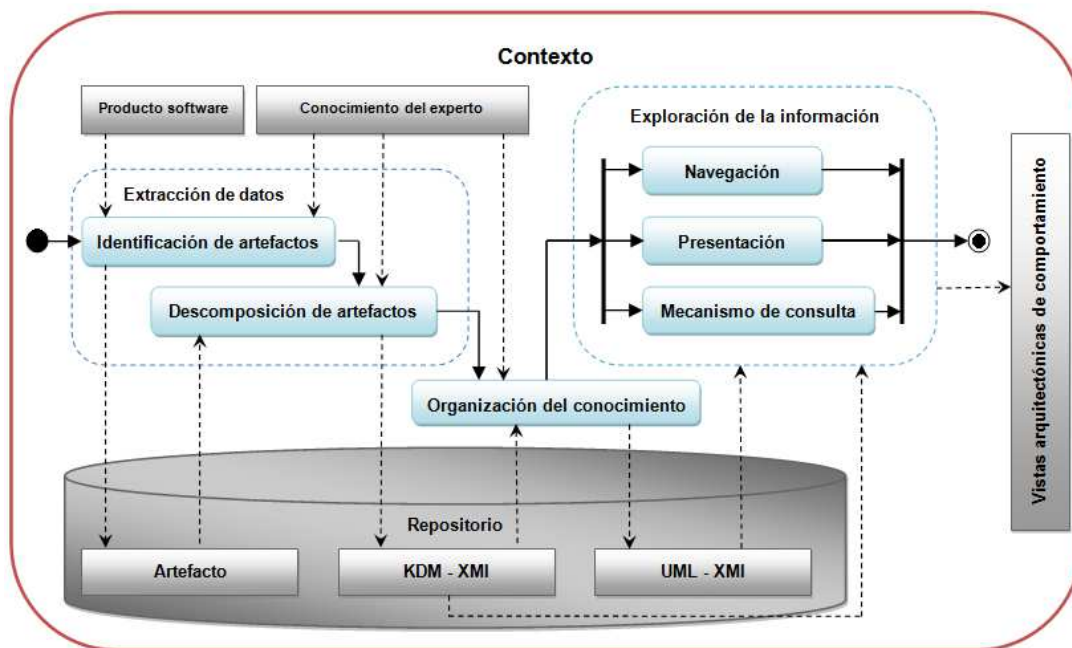 Contexto
Producto software
Conocimiento del experto
Exploración de la información
Extracción de datos
Navegación
Identificación de artefactos
Presentación
Descomposición de artefactos
Mecanismo de consulta
Organización del conocimiento
Vistas arquitectónicas de comportamiento
Repositorio
Artefacto
KDM - XMI
UML - XMI